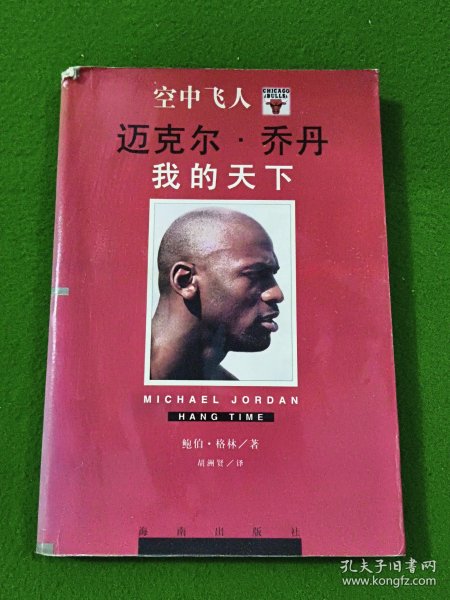 空中飞人
CHICAGO
BULLS
迈克尔·乔丹
我的天下
MICHAEL JORDAN
HANG TIME
鲍伯·格林/著
胡洲贤/译
海南出版社
孔夫子旧书网
www.kongfz.com